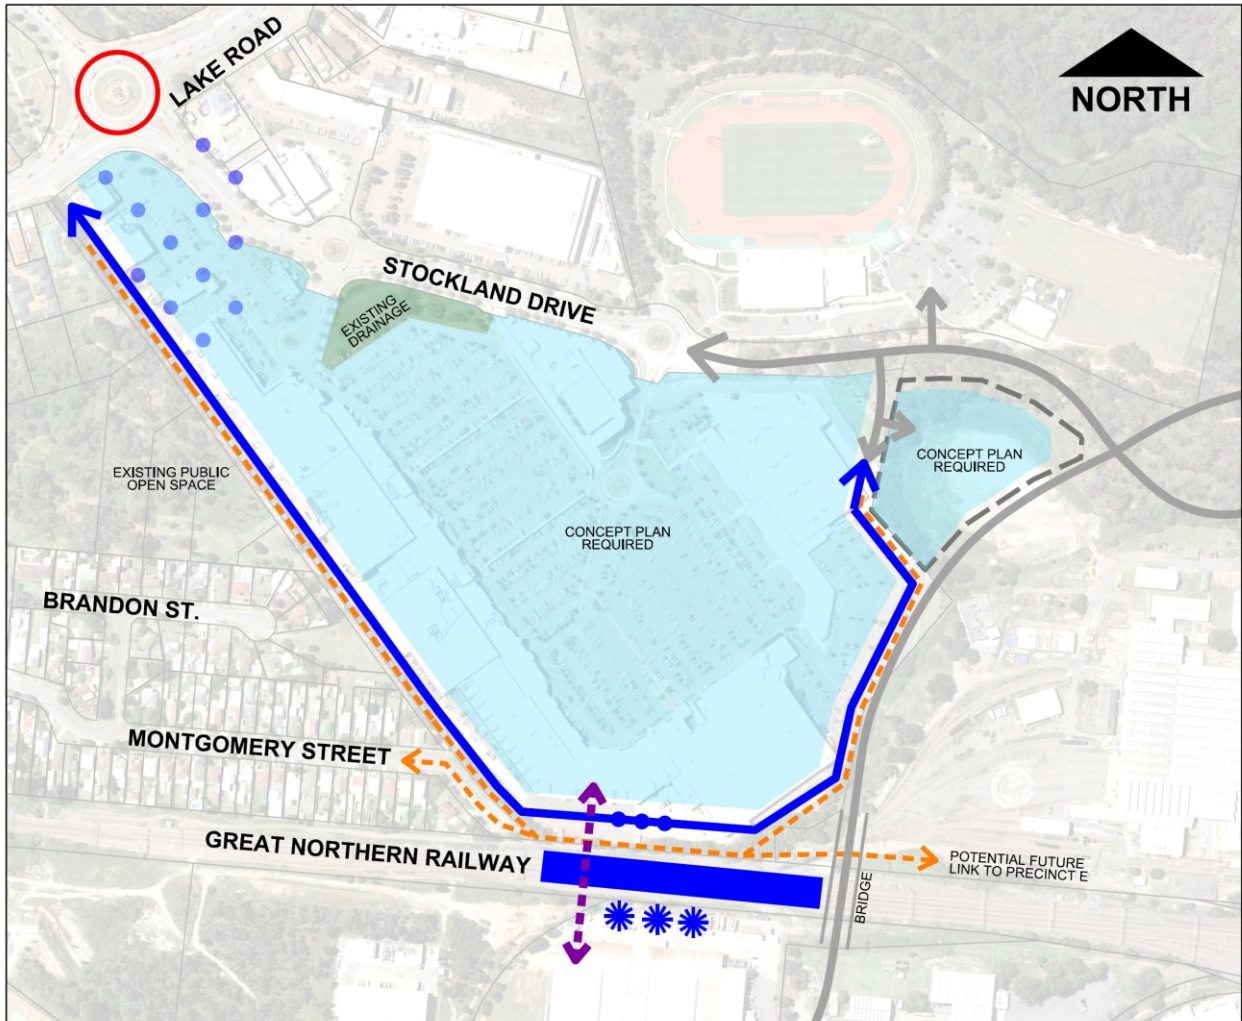 LAKE ROAD
NORTH
STOCKLAND DRIVE
EXISTING
DRAINAGE
CONCEPT PLAN
REQUIRED
EXISTING PUBLIC
OPEN SPACE
CONCEPT PLAN
REQUIRED
BRANDON ST.
MONTGOMERY STREET
GREAT NORTHERN RAILWAY
POTENTIAL FUTURE
LINK TO PRECINCT E
BRIDGE